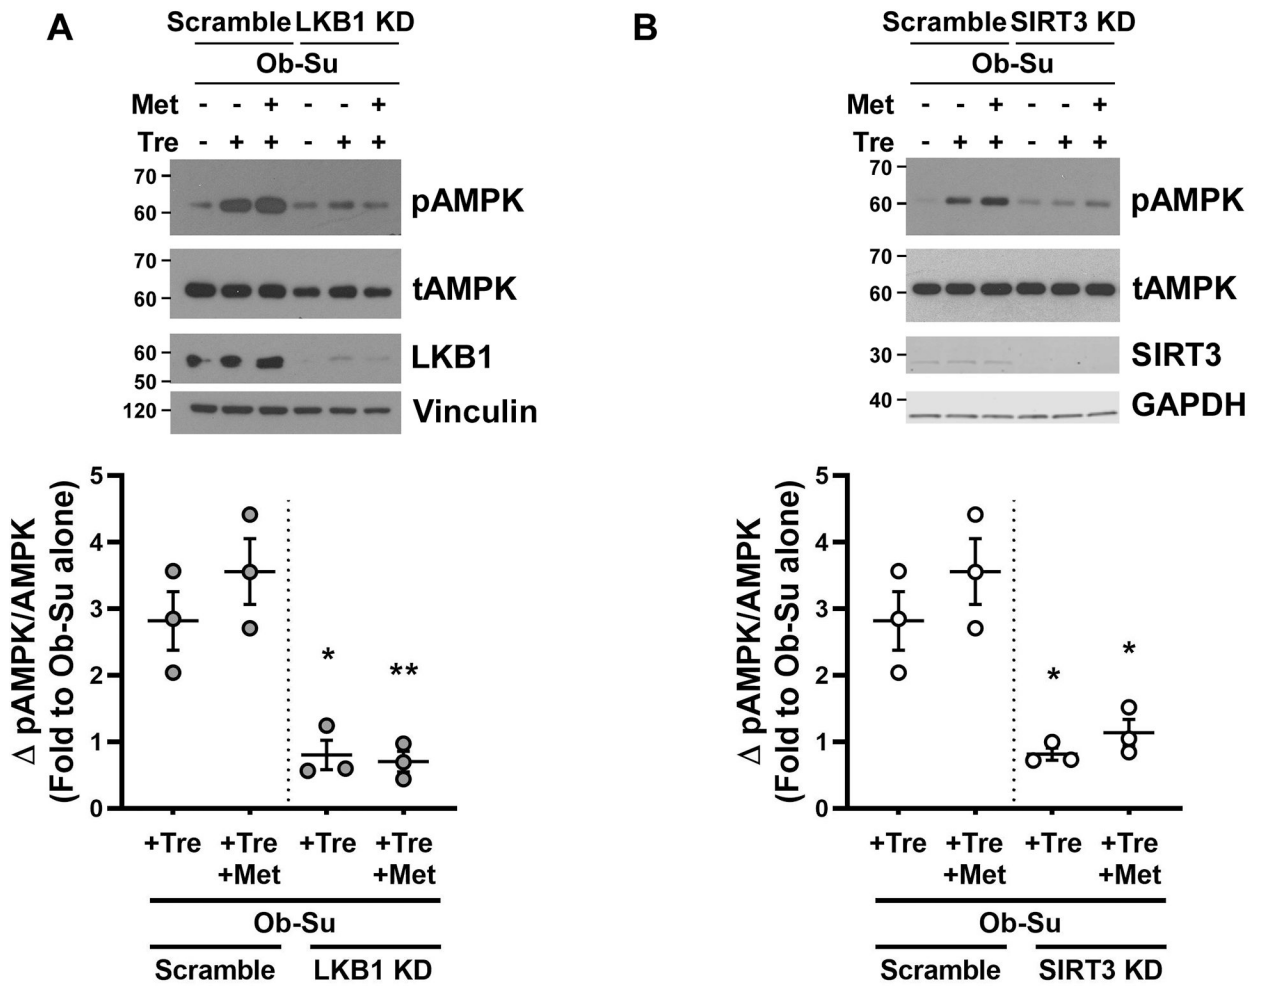 A
Scramble LKB1 KD
Ob-Su
Met - - + - - +
Tre - + + - + +
70
60
pAMPK
70
60
tAMPK
60
50
LKB1
120
Vinculin
5
4
3
2
1
0
Δ pAMPK/AMPK
(Fold to Ob-Su alone)
*
**
+Tre +Tre +Tre +Tre
+Met +Met
Ob-Su
Scramble LKB1 KD
B
Scramble SIRT3 KD
Ob-Su
Met - - + - - +
Tre - + + - + +
70
60
pAMPK
70
60
tAMPK
30
SIRT3
40
GAPDH
5
4
3
2
1
0
Δ pAMPK/AMPK
(Fold to Ob-Su alone)
*
*
+Tre +Tre +Tre +Tre
+Met +Met
Ob-Su
Scramble SIRT3 KD